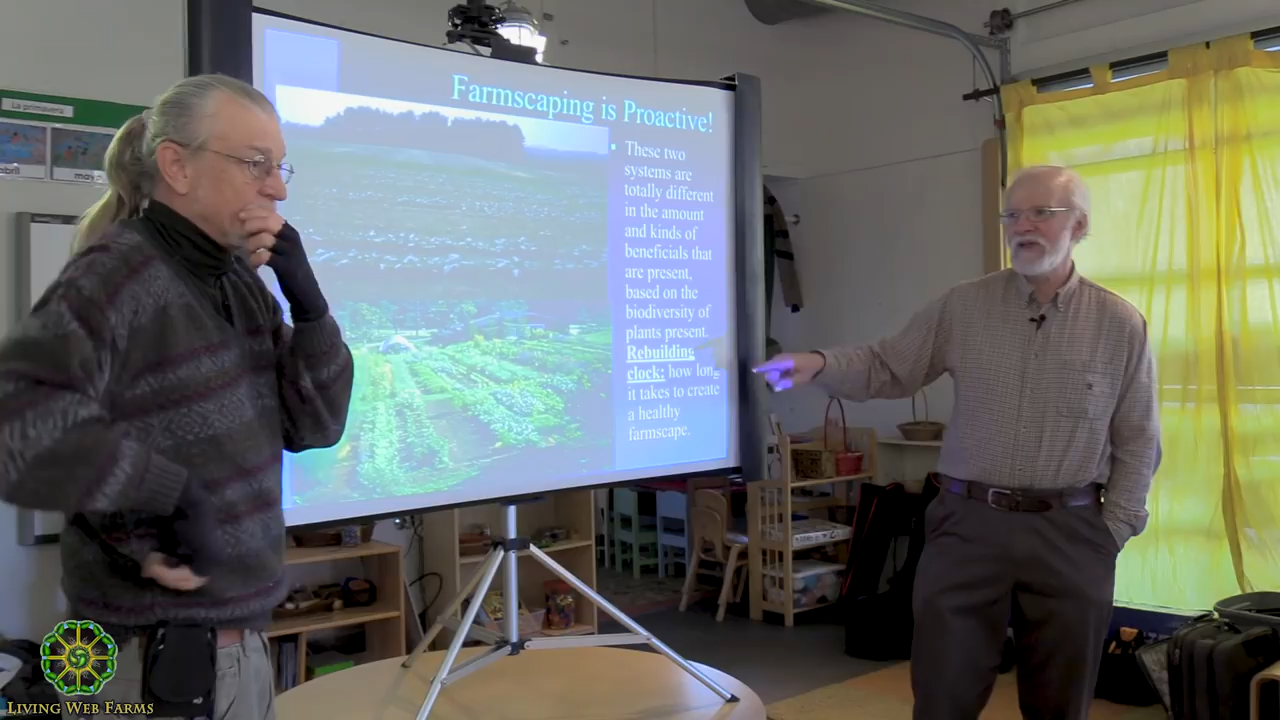 La primavera
abril
mayo
Farmscaping is Proactive!
These two
systems are
totally different
in the amount
and kinds of
beneficials that
are present,
based on the
biodiversity of
plants present.
Rebuilding
clock: how long
it takes to create
a healthy
farmscape.
LIVING WEB FARMS